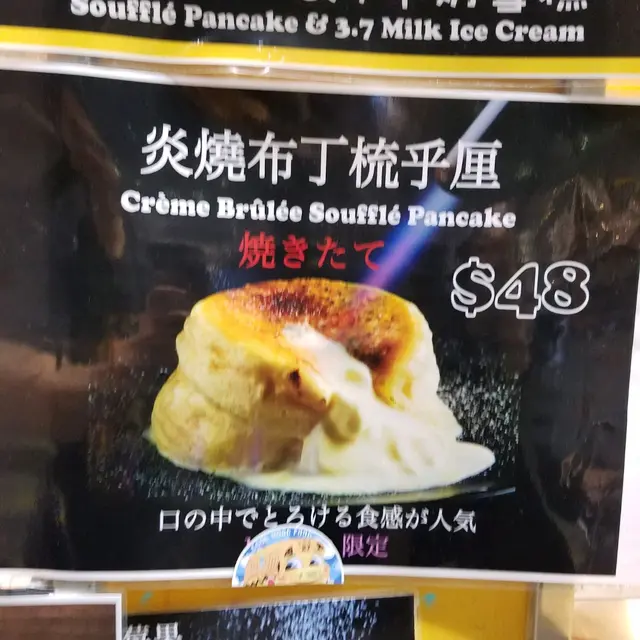 Soufflé Pancake & 3.7 Milk Ice Cream
炎燒布丁梳乎厘
Crème Brûlée Soufflé Pancake
焼きたて
$48
口の中でとろける食感が人気
限定